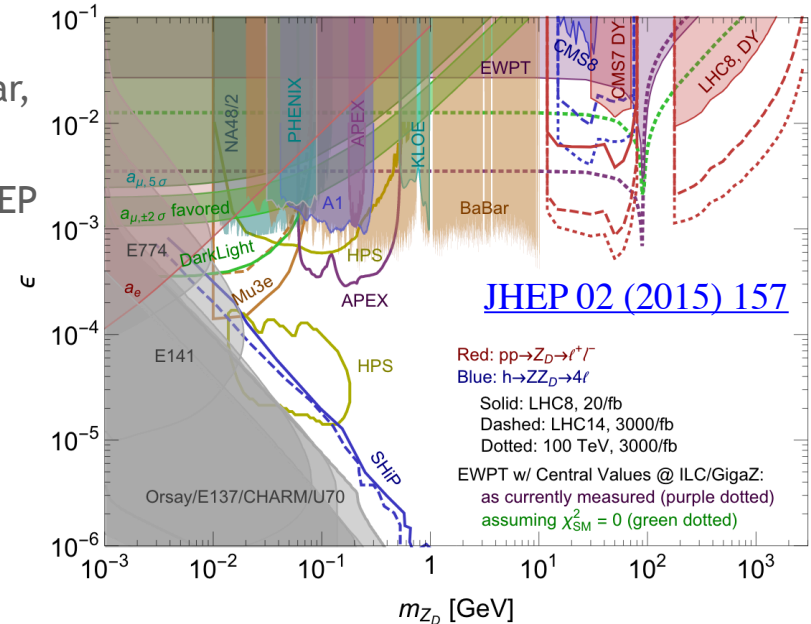 ar,
EP
10⁻¹
10⁻²
10⁻³
10⁻⁴
10⁻⁵
10⁻⁶
ϵ
NA48/2
PHENIX
APEX
KLOE
EWPT
CMS8
CMS7 DY
LHC8, DY
aμ,5σ
aμ,±2σ favored
A1
BaBar
E774
DarkLight
HPS
ae
Mu3e
APEX
JHEP 02 (2015) 157
E141
HPS
Red: pp→Z_D→ℓ⁺ℓ⁻
Blue: h→ZZ_D→4ℓ
Solid: LHC8, 20/fb
Dashed: LHC14, 3000/fb
Dotted: 100 TeV, 3000/fb
SHiP
EWPT w/ Central Values @ ILC/GigaZ:
as currently measured (purple dotted)
assuming χ²_SM = 0 (green dotted)
Orsay/E137/CHARM/U70
10⁻³
10⁻²
10⁻¹
1
10¹
10²
10³
m_Z_D [GeV]